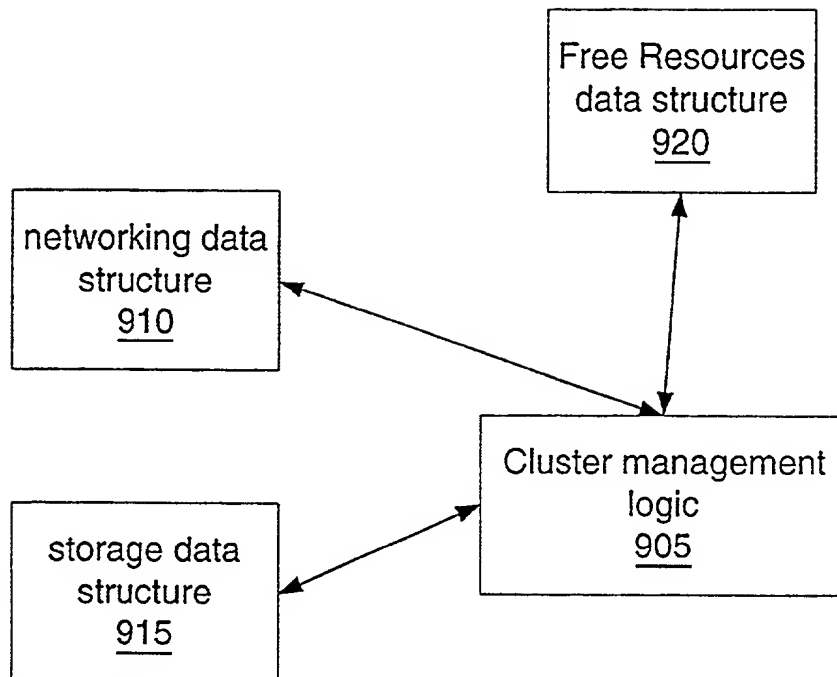 Free Resources
data structure
920
networking data
structure
910
Cluster management
logic
905
storage data
structure
915